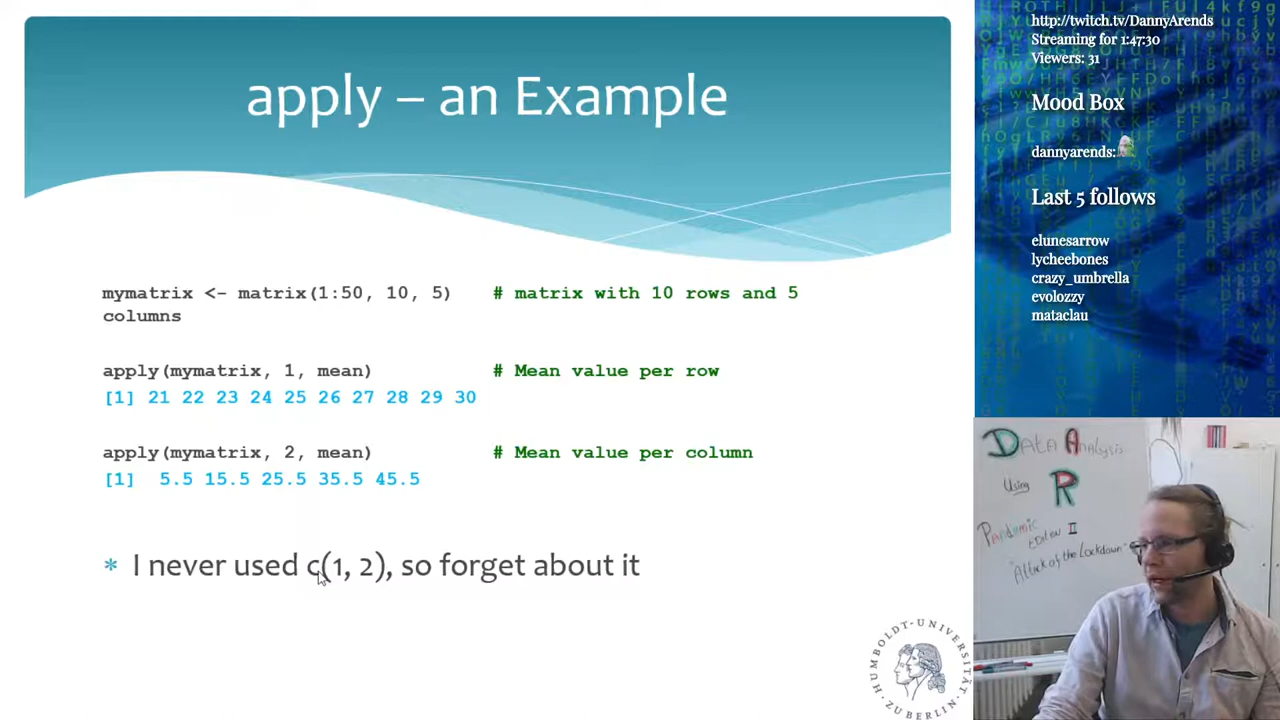 apply – an Example
mymatrix <- matrix(1:50, 10, 5) # matrix with 10 rows and 5
columns
apply(mymatrix, 1, mean) # Mean value per row
[1] 21 22 23 24 25 26 27 28 29 30
apply(mymatrix, 2, mean) # Mean value per column
[1] 5.5 15.5 25.5 35.5 45.5
* I never used c(1, 2), so forget about it
HUMBOLDT-UNIVERSITÄT
ZU BERLIN
http://twitch.tv/DannyArends
Streaming for 1:47:30
Viewers: 31
Mood Box
dannyarends:
Last 5 follows
elunesarrow
lycheebones
crazy_umbrella
evolozzy
mataclau
DATA Analysis
Using
R
Pandemic
EDITION II
"Attack of the Lockdown"